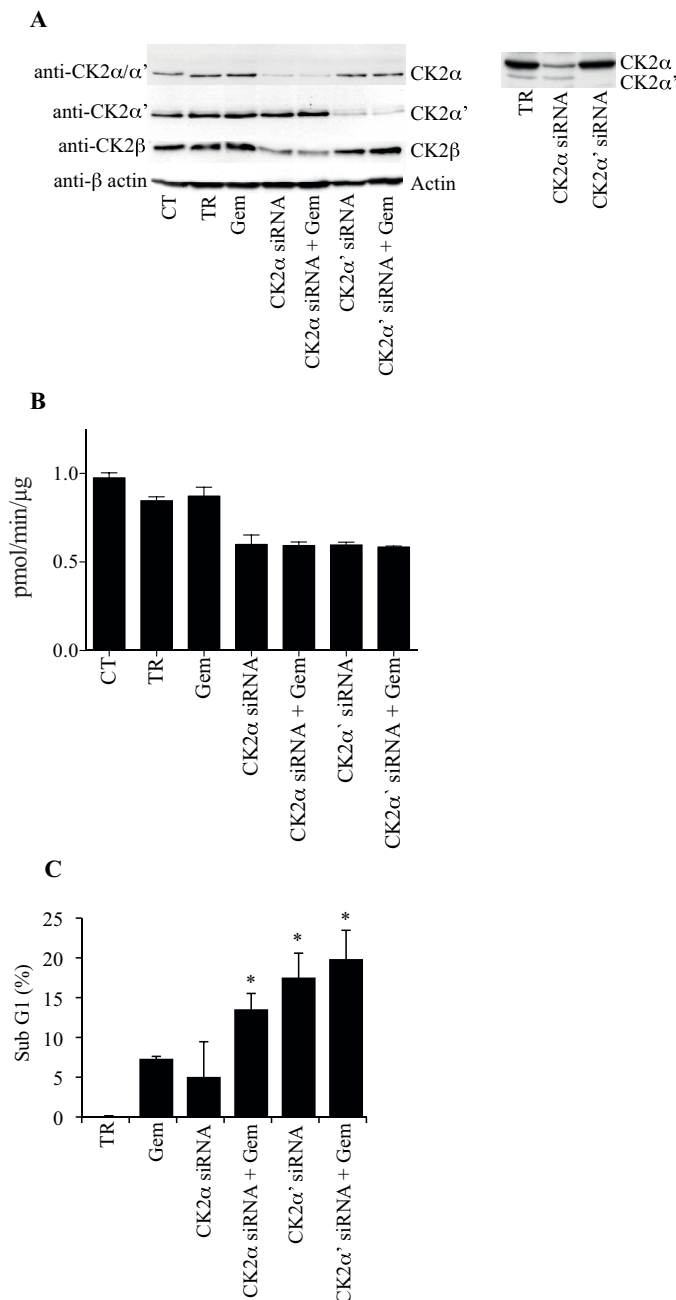 A
anti-CK2α/α’
CK2α
anti-CK2α’
CK2α’
anti-CK2β
CK2β
anti-β actin
Actin
CT
TR
Gem
CK2α siRNA
CK2α siRNA + Gem
CK2α’ siRNA
CK2α’ siRNA + Gem
CK2α
CK2α’
TR
CK2α siRNA
CK2α’ siRNA
B
pmol/min/µg
1.0
0.5
0.0
CT
TR
Gem
CK2α siRNA
CK2α siRNA + Gem
CK2α` siRNA
CK2α` siRNA + Gem
C
Sub G1 (%)
25
20
15
10
5
0
*
*
*
TR
Gem
CK2α siRNA
CK2α siRNA + Gem
CK2α’ siRNA
CK2α’ siRNA + Gem